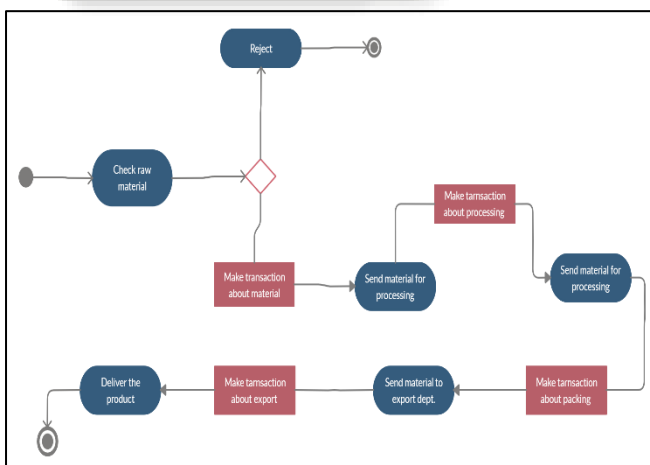 Reject
Check raw
material
Make tarnsaction
about processing
Make transaction
about material
Send material for
processing
Send material for
processing
Deliver the
product
Make tarnsaction
about export
Send material to
export dept.
Make tarnsaction
about packing